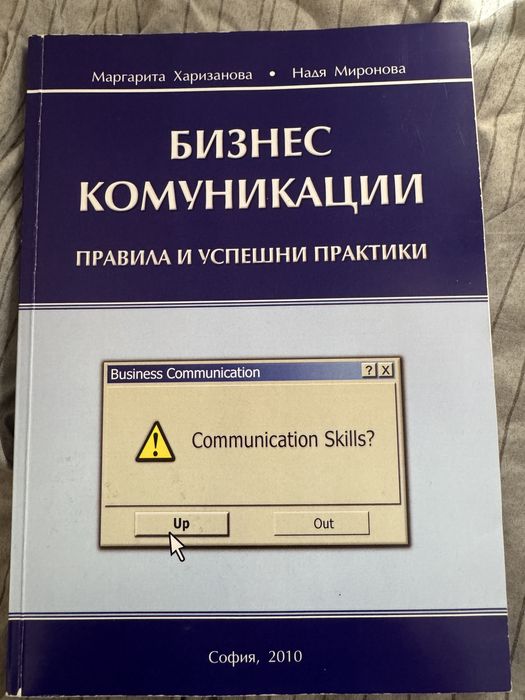 Маргарита Харизанова • Надя Миронова
БИЗНЕС
КОМУНИКАЦИИ
ПРАВИЛА И УСПЕШНИ ПРАКТИКИ
Business Communication ? X
! Communication Skills?
Up Out
София, 2010